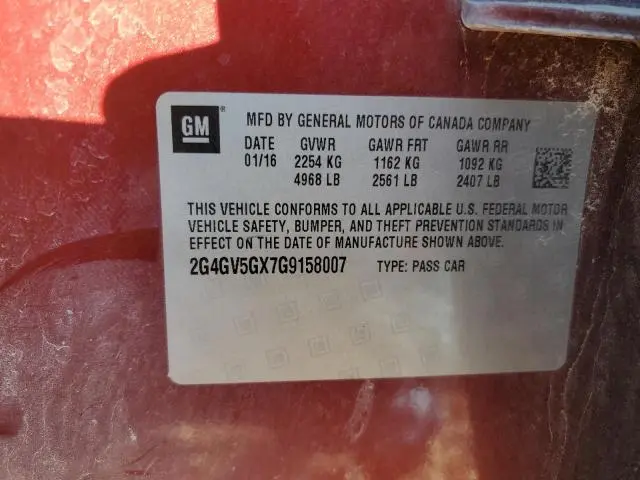 GM® MFD BY GENERAL MOTORS OF CANADA COMPANY
DATE GVWR GAWR FRT GAWR RR
01/16 2254 KG 1162 KG 1092 KG
4968 LB 2561 LB 2407 LB
THIS VEHICLE CONFORMS TO ALL APPLICABLE U.S. FEDERAL MOTOR
VEHICLE SAFETY, BUMPER, AND THEFT PREVENTION STANDARDS IN
EFFECT ON THE DATE OF MANUFACTURE SHOWN ABOVE.
2G4GV5GX7G9158007 TYPE: PASS CAR